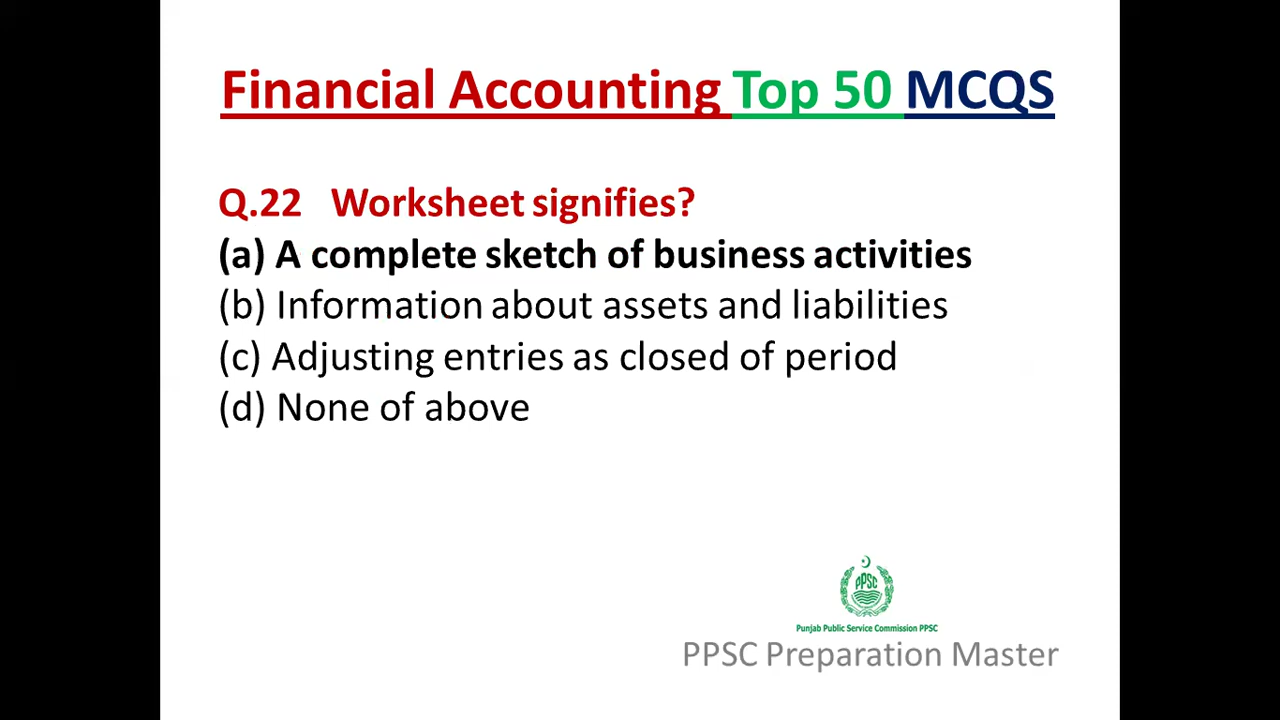 Financial Accounting Top 50 MCQS
Q.22 Worksheet signifies?
(a) A complete sketch of business activities
(b) Information about assets and liabilities
(c) Adjusting entries as closed of period
(d) None of above
PPSC
Punjab Public Service Commission PPSC
PPSC Preparation Master